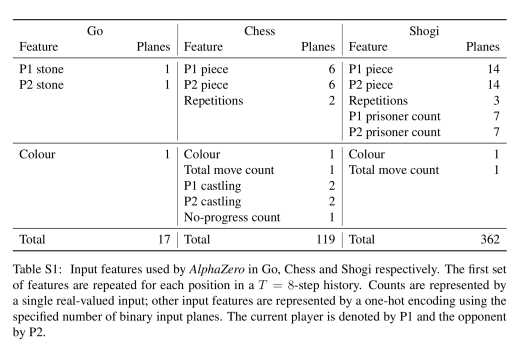 Go Chess Shogi
Feature Planes Feature Planes Feature Planes
P1 stone 1 P1 piece 6 P1 piece 14
P2 stone 1 P2 piece 6 P2 piece 14
Repetitions 2 Repetitions 3
P1 prisoner count 7
P2 prisoner count 7
Colour 1 Colour 1 Colour 1
Total move count 1 Total move count 1
P1 castling 2
P2 castling 2
No-progress count 1
Total 17 Total 119 Total 362
Table S1: Input features used by AlphaZero in Go, Chess and Shogi respectively. The first set
of features are repeated for each position in a T = 8-step history. Counts are represented by
a single real-valued input; other input features are represented by a one-hot encoding using the
specified number of binary input planes. The current player is denoted by P1 and the opponent
by P2.